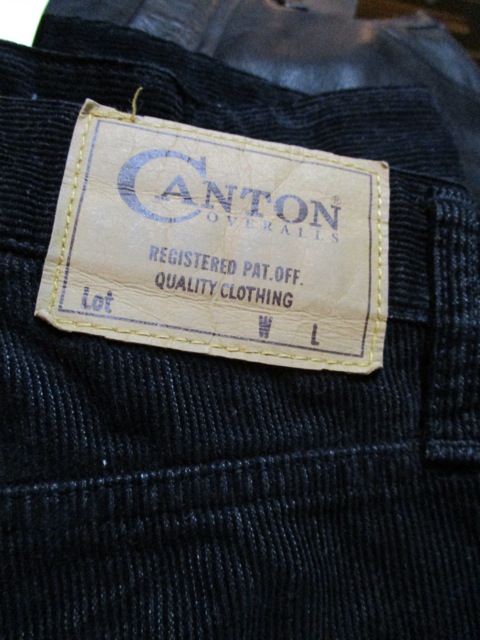 CANTON®
OVERALLS
REGISTERED PAT. OFF.
QUALITY CLOTHING
Lot
W L